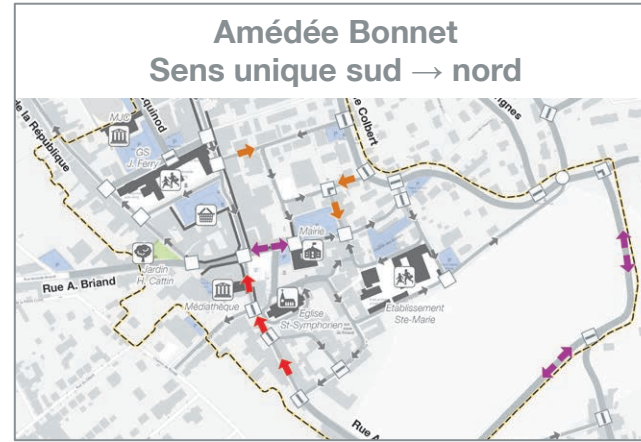 Amédée Bonnet
Sens unique sud → nord
de la République
MJC
GS
J. Ferry
Mairie
Jardin
H. Cattin
Rue A. Briand
Médiathèque
Eglise
St-Symphorien
Etablissement
Ste-Marie
Rue A